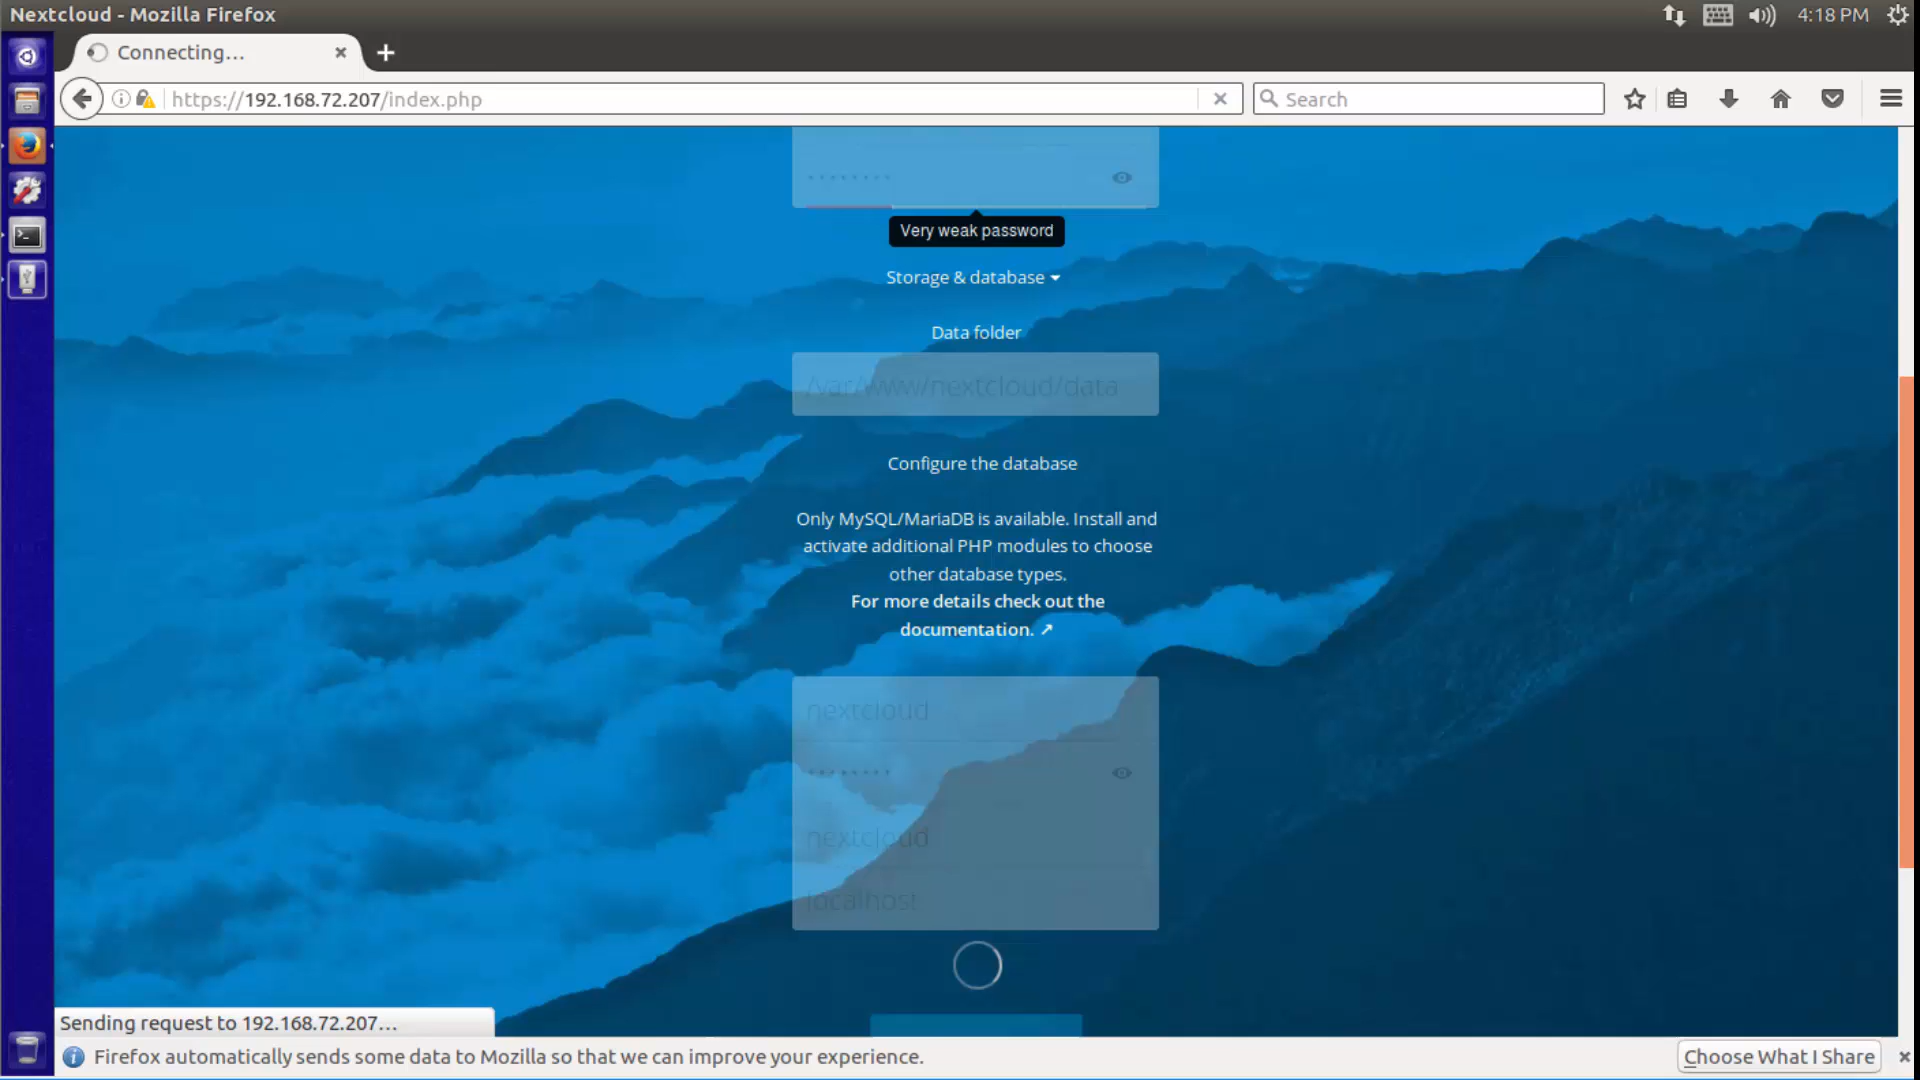 Nextcloud - Mozilla Firefox
4:18 PM
Connecting…
https://192.168.72.207/index.php
Search
Very weak password
Storage & database
Data folder
/var/www/nextcloud/data
Configure the database
Only MySQL/MariaDB is available. Install and
activate additional PHP modules to choose
other database types.
For more details check out the
documentation. ↗
nextcloud
nextcloud
localhost
Sending request to 192.168.72.207…
Firefox automatically sends some data to Mozilla so that we can improve your experience.
Choose What I Share